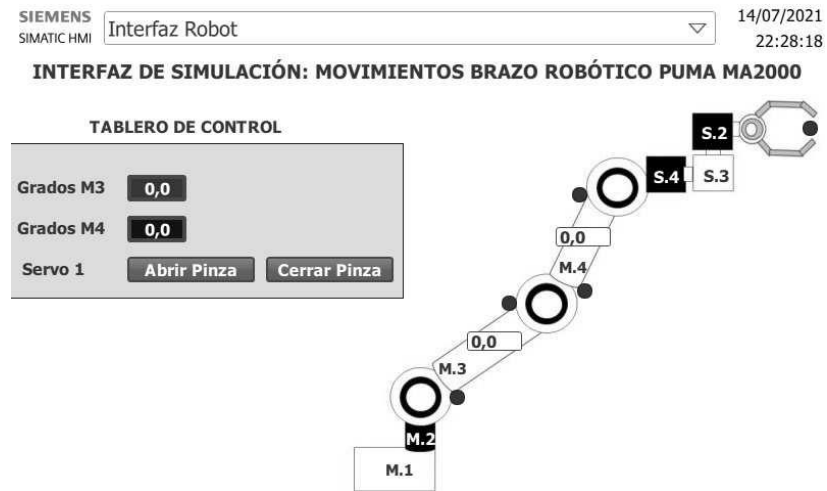 SIEMENS
SIMATIC HMI
Interfaz Robot
14/07/2021
22:28:18
INTERFAZ DE SIMULACIÓN: MOVIMIENTOS BRAZO ROBÓTICO PUMA MA2000
TABLERO DE CONTROL
Grados M3 0,0
Grados M4 0,0
Servo 1 Abrir Pinza Cerrar Pinza
S.2
S.4 S.3
0,0
M.4
0,0
M.3
M.2
M.1